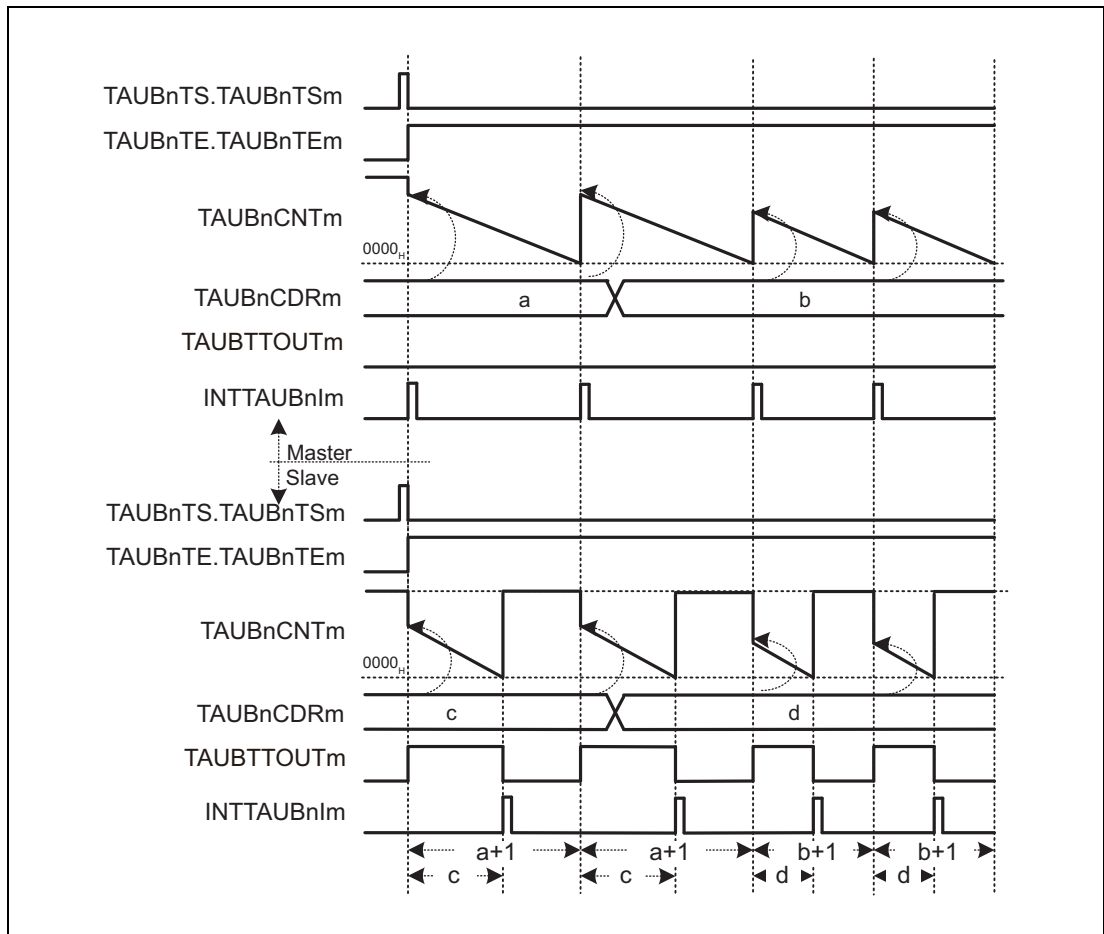 TAUBnTS.TAUBnTSm
TAUBnTE.TAUBnTEm
TAUBnCNTm
0000H
TAUBnCDRm
a
b
TAUBTTOUTm
INTTAUBnIm
Master
Slave
TAUBnTS.TAUBnTSm
TAUBnTE.TAUBnTEm
TAUBnCNTm
0000H
TAUBnCDRm
c
d
TAUBTTOUTm
INTTAUBnIm
a+1 a+1 b+1 b+1
c c d d